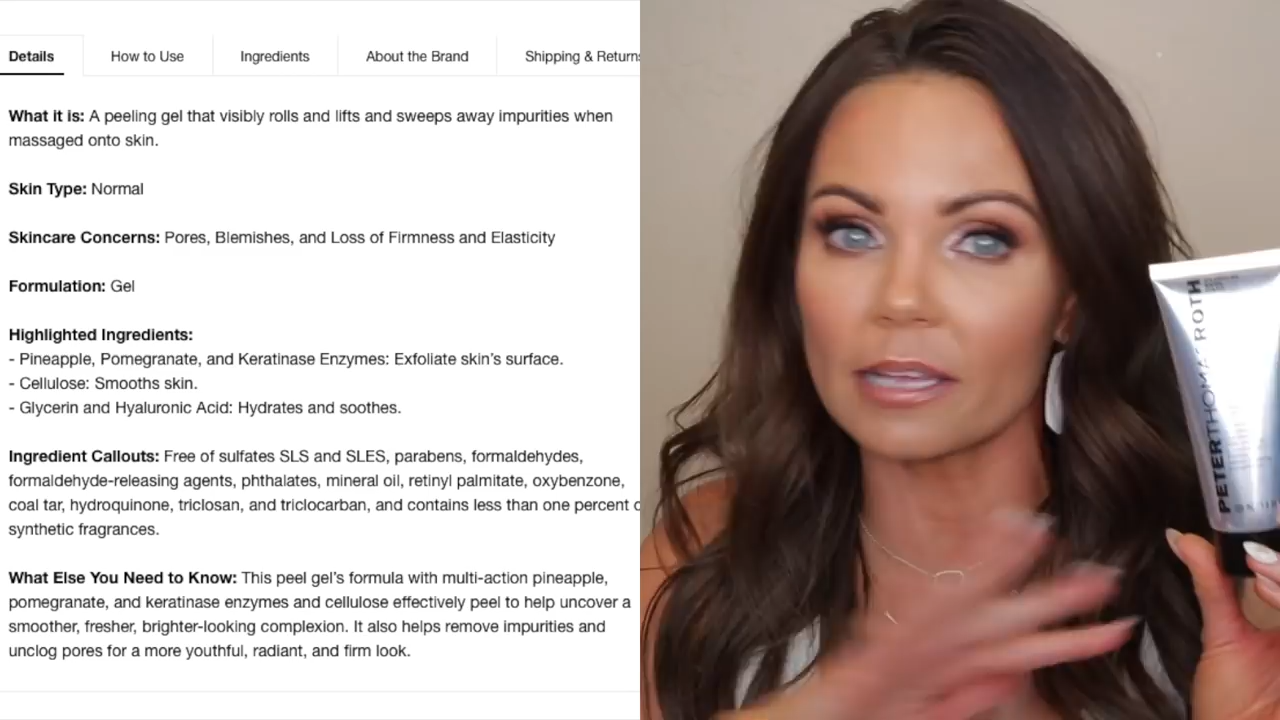 Details
How to Use
Ingredients
About the Brand
Shipping & Returns
What it is: A peeling gel that visibly rolls and lifts and sweeps away impurities when
massaged onto skin.
Skin Type: Normal
Skincare Concerns: Pores, Blemishes, and Loss of Firmness and Elasticity
Formulation: Gel
Highlighted Ingredients:
- Pineapple, Pomegranate, and Keratinase Enzymes: Exfoliate skin’s surface.
- Cellulose: Smooths skin.
- Glycerin and Hyaluronic Acid: Hydrates and soothes.
Ingredient Callouts: Free of sulfates SLS and SLES, parabens, formaldehydes,
formaldehyde-releasing agents, phthalates, mineral oil, retinyl palmitate, oxybenzone,
coal tar, hydroquinone, triclosan, and triclocarban, and contains less than one percent
synthetic fragrances.
What Else You Need to Know: This peel gel’s formula with multi-action pineapple,
pomegranate, and keratinase enzymes and cellulose effectively peel to help uncover a
smoother, fresher, brighter-looking complexion. It also helps remove impurities and
unclog pores for a more youthful, radiant, and firm look.
PETER THOMAS ROTH